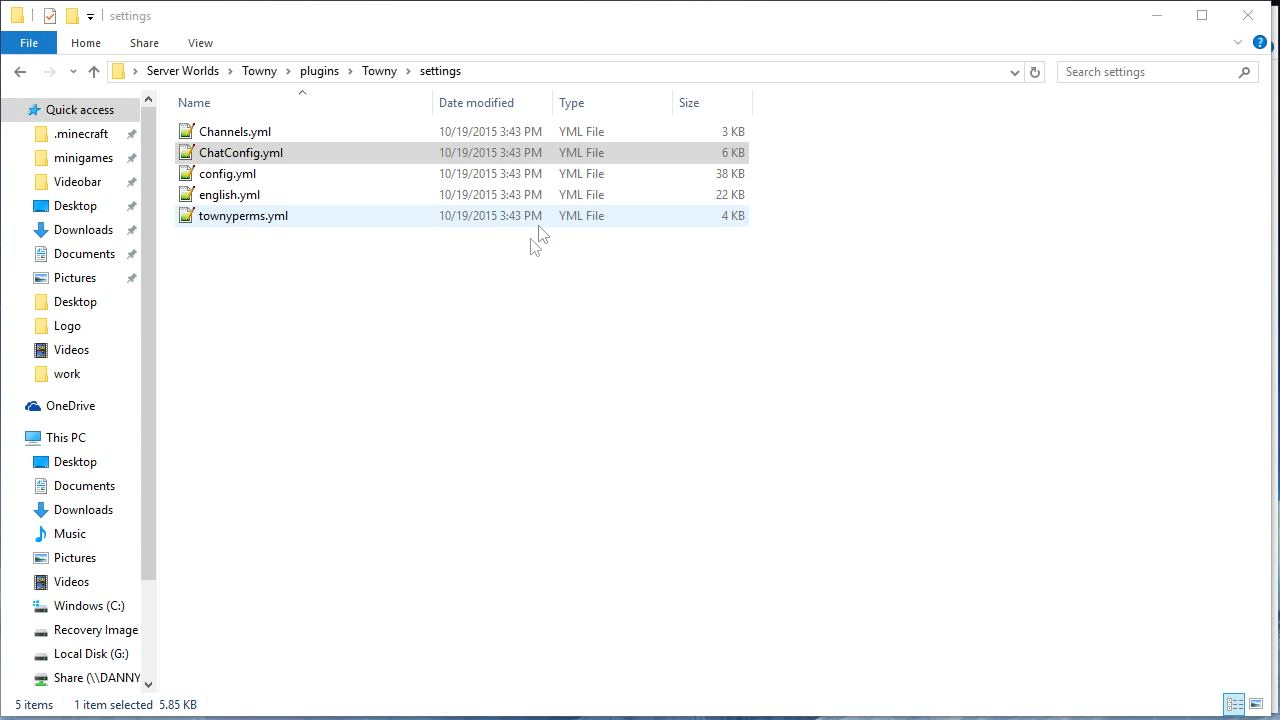 settings
File Home Share View
Server Worlds Towny plugins Towny settings Search settings
Name Date modified Type Size
Channels.yml 10/19/2015 3:43 PM YML File 3 KB
ChatConfig.yml 10/19/2015 3:43 PM YML File 6 KB
config.yml 10/19/2015 3:43 PM YML File 38 KB
english.yml 10/19/2015 3:43 PM YML File 22 KB
townyperms.yml 10/19/2015 3:43 PM YML File 4 KB
Quick access
.minecraft
minigames
Videobar
Desktop
Downloads
Documents
Pictures
Desktop
Logo
Videos
work
OneDrive
This PC
Desktop
Documents
Downloads
Music
Pictures
Videos
Windows (C:)
Recovery Image
Local Disk (G:)
Share (\\DANNY
5 items 1 item selected 5.85 KB